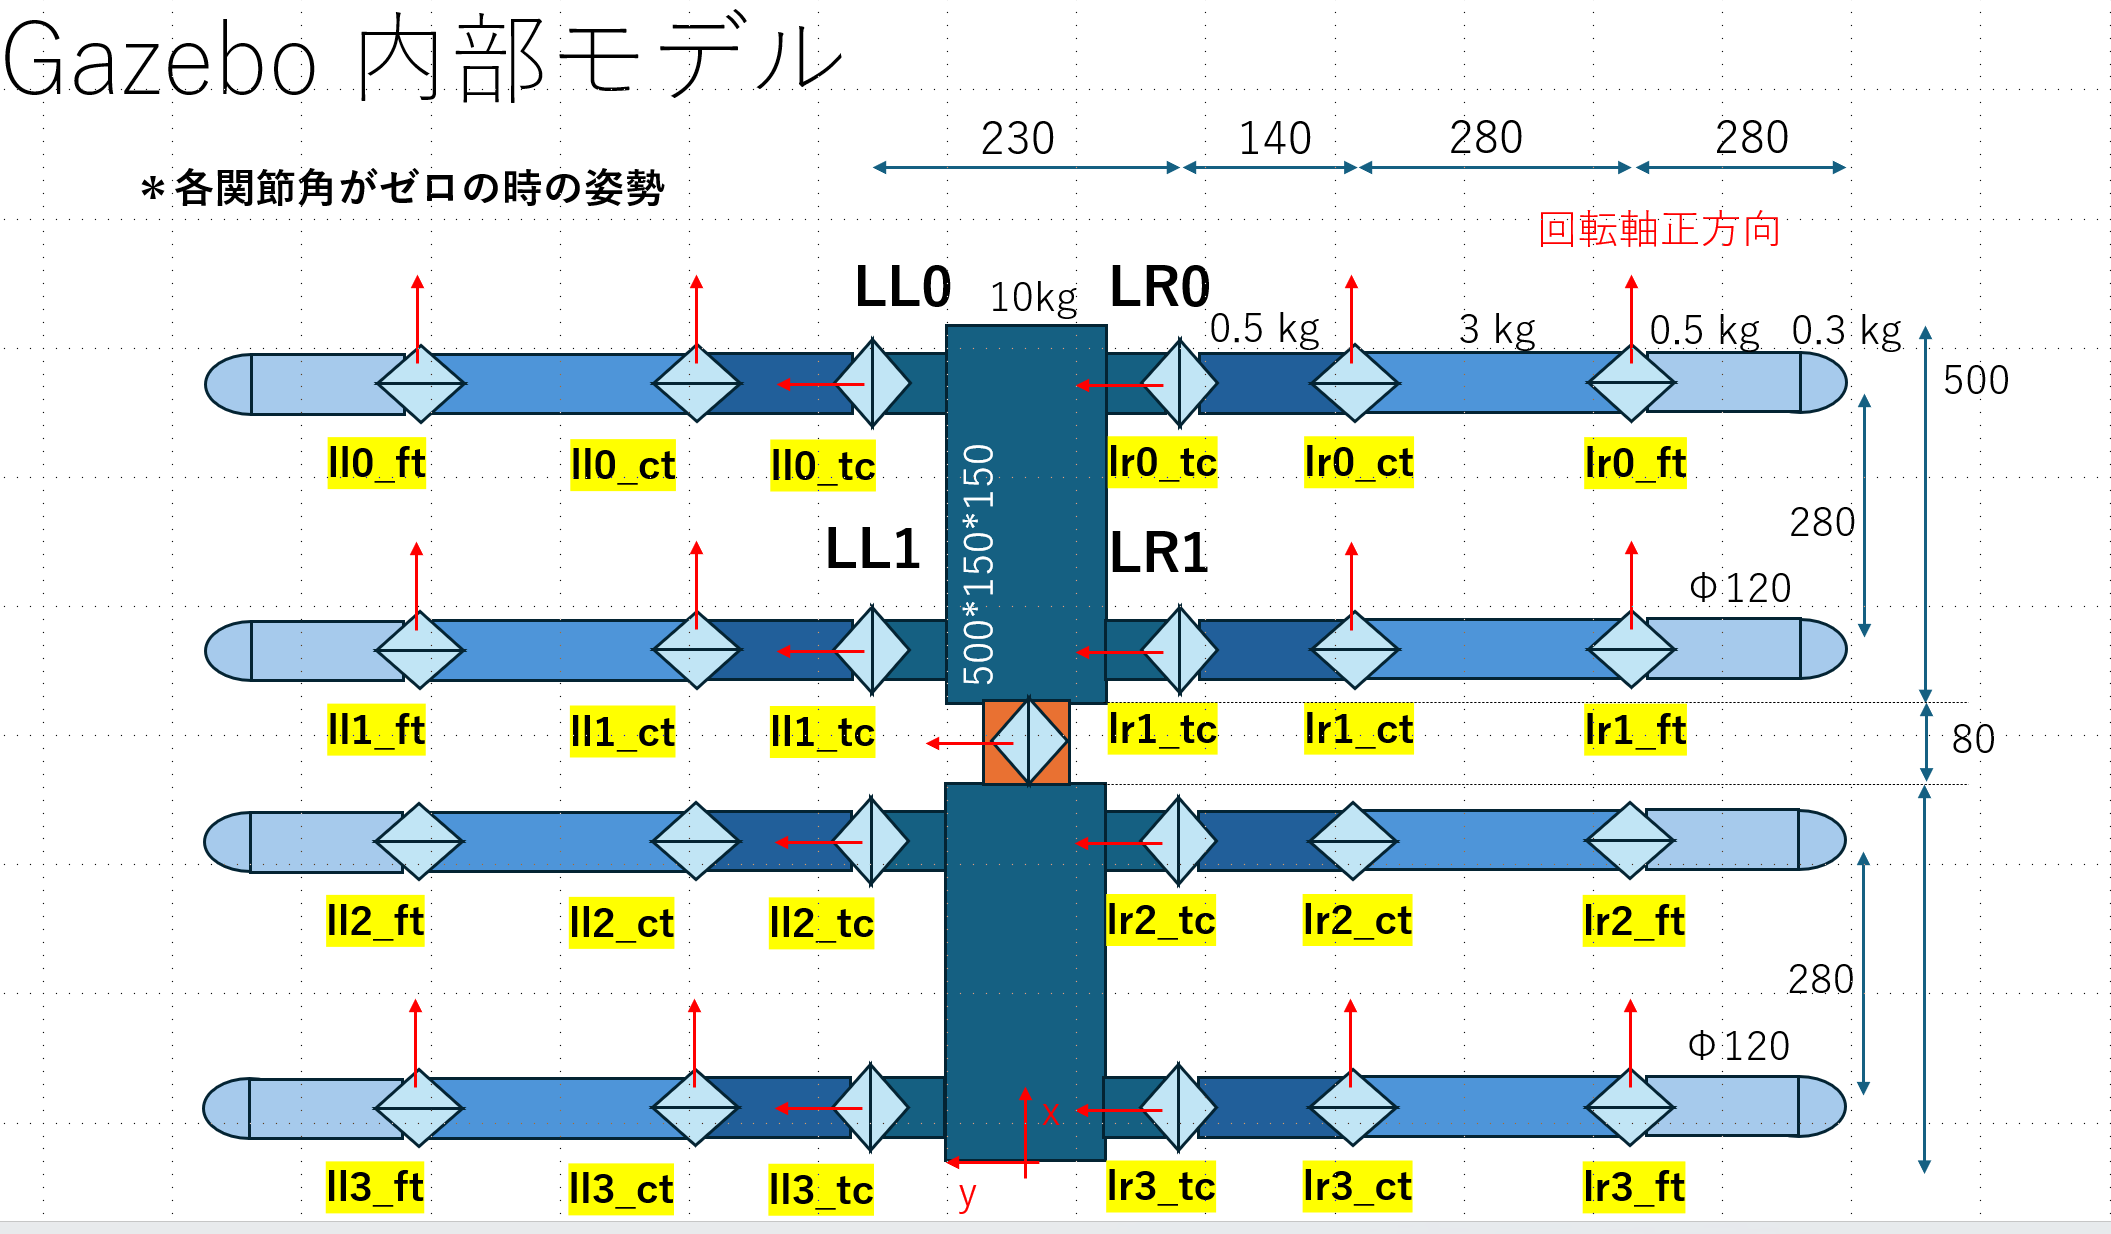 Gazebo 内部モデル
230 140 280 280
＊各関節角がゼロの時の姿勢
回転軸正方向
LL0 10kg LR0
0.5 kg 3 kg 0.5 kg 0.3 kg
500
ll0_ft ll0_ct ll0_tc lr0_tc lr0_ct lr0_ft
500*150*150
280
LL1 LR1
Φ120
ll1_ft ll1_ct ll1_tc lr1_tc lr1_ct lr1_ft
80
ll2_ft ll2_ct ll2_tc lr2_tc lr2_ct lr2_ft
280
Φ120
x
ll3_ft ll3_ct ll3_tc lr3_tc lr3_ct lr3_ft
y